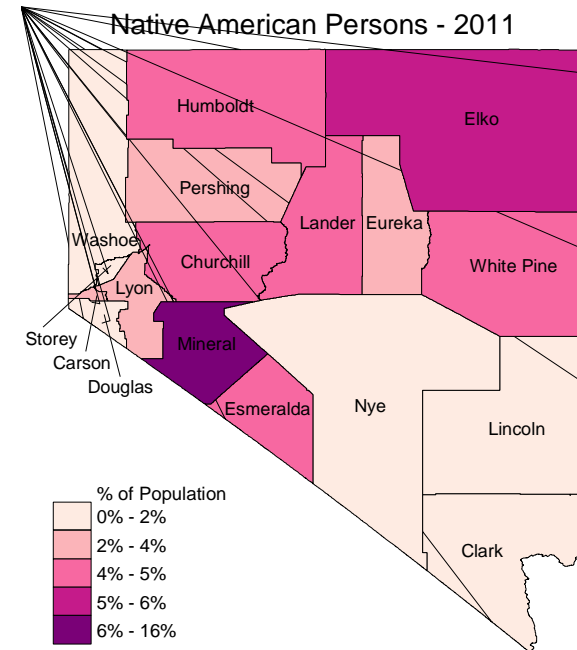 Native American Persons - 2011
Humboldt
Elko
Pershing
Washoe
Lander
Eureka
Churchill
White Pine
Lyon
Storey
Mineral
Carson
Douglas
Esmeralda
Nye
Lincoln
Clark
% of Population
0% - 2%
2% - 4%
4% - 5%
5% - 6%
6% - 16%